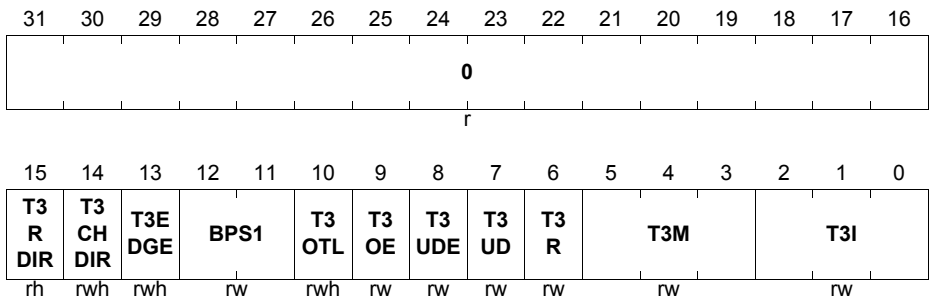 31 30 29 28 27 26 25 24 23 22 21 20 19 18 17 16
0
r
15 14 13 12 11 10 9 8 7 6 5 4 3 2 1 0
T3 R DIR T3 CH DIR T3E DGE BPS1 T3 OTL T3 OE T3 UDE T3 UD T3 R T3M T3I
rh rwh rwh rw rwh rw rw rw rw rw rw